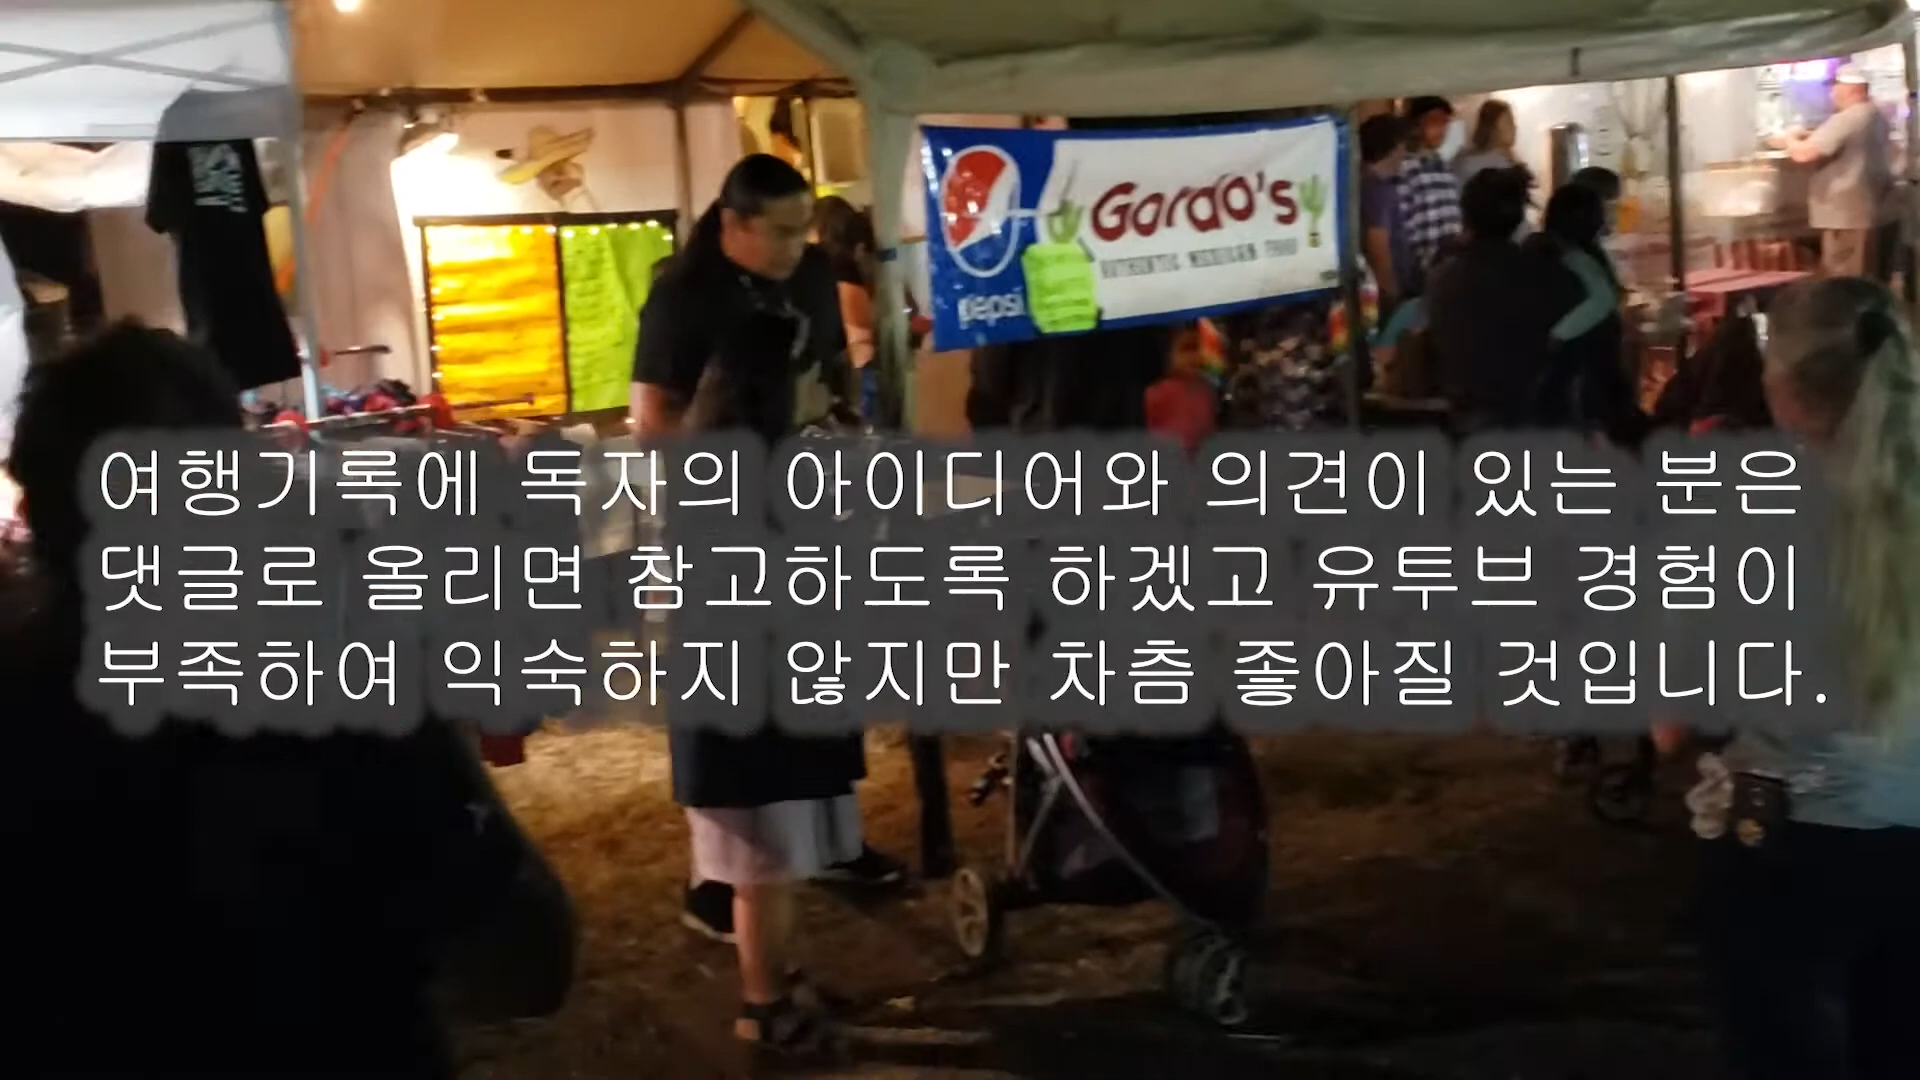 Gordo's
AUTHENTIC MEXICAN FOOD
pepsi
여행기록에 독자의 아이디어와 의견이 있는 분은
댓글로 올리면 참고하도록 하겠고 유투브 경험이
부족하여 익숙하지 않지만 차츰 좋아질 것입니다.